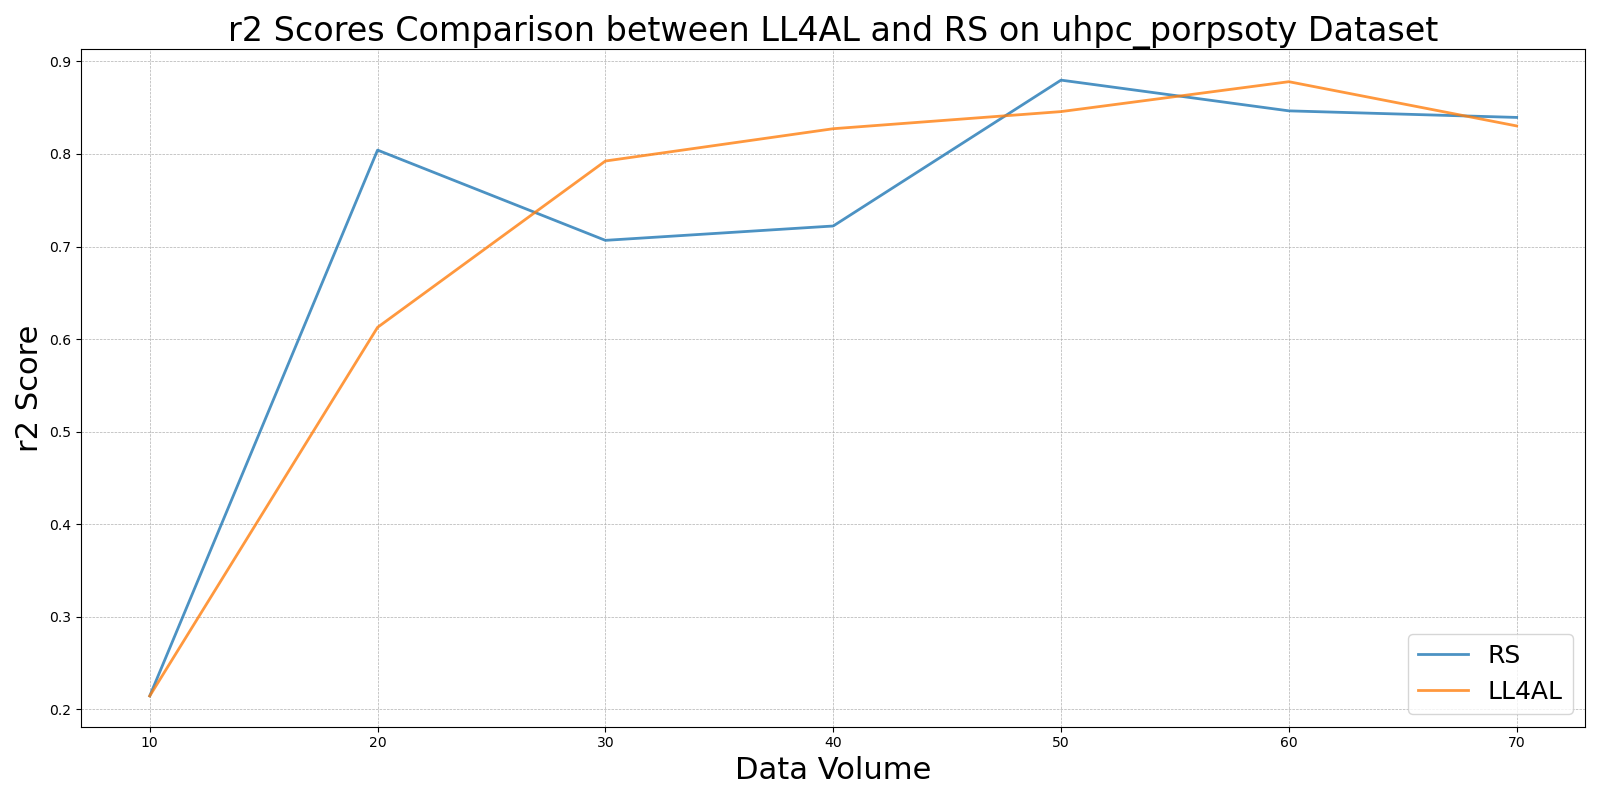 r2 Scores Comparison between LL4AL and RS on uhpc_porpsoty Dataset
r2 Score
0.9
0.8
0.7
0.6
0.5
0.4
0.3
0.2
RS
LL4AL
10 20 30 40 50 60 70
Data Volume